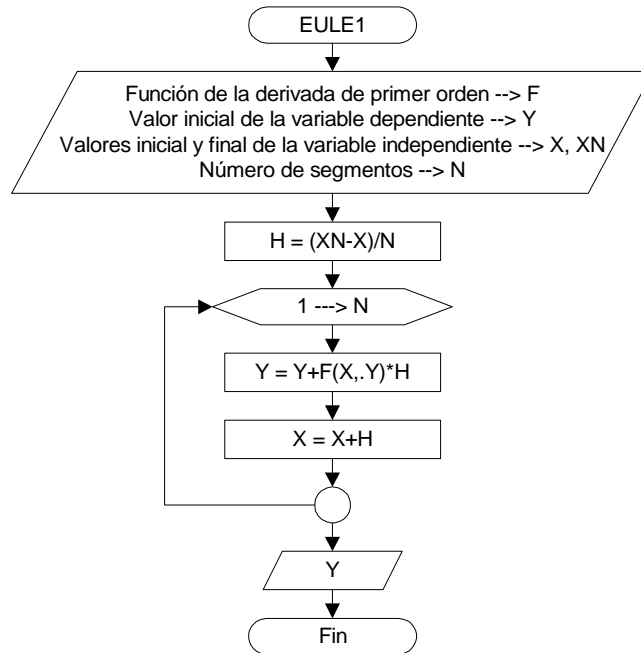 EULE1
Función de la derivada de primer orden --> F
Valor inicial de la variable dependiente --> Y
Valores inicial y final de la variable independiente --> X, XN
Número de segmentos --> N
H = (XN-X)/N
1 ---> N
Y = Y+F(X,.Y)*H
X = X+H
Y
Fin